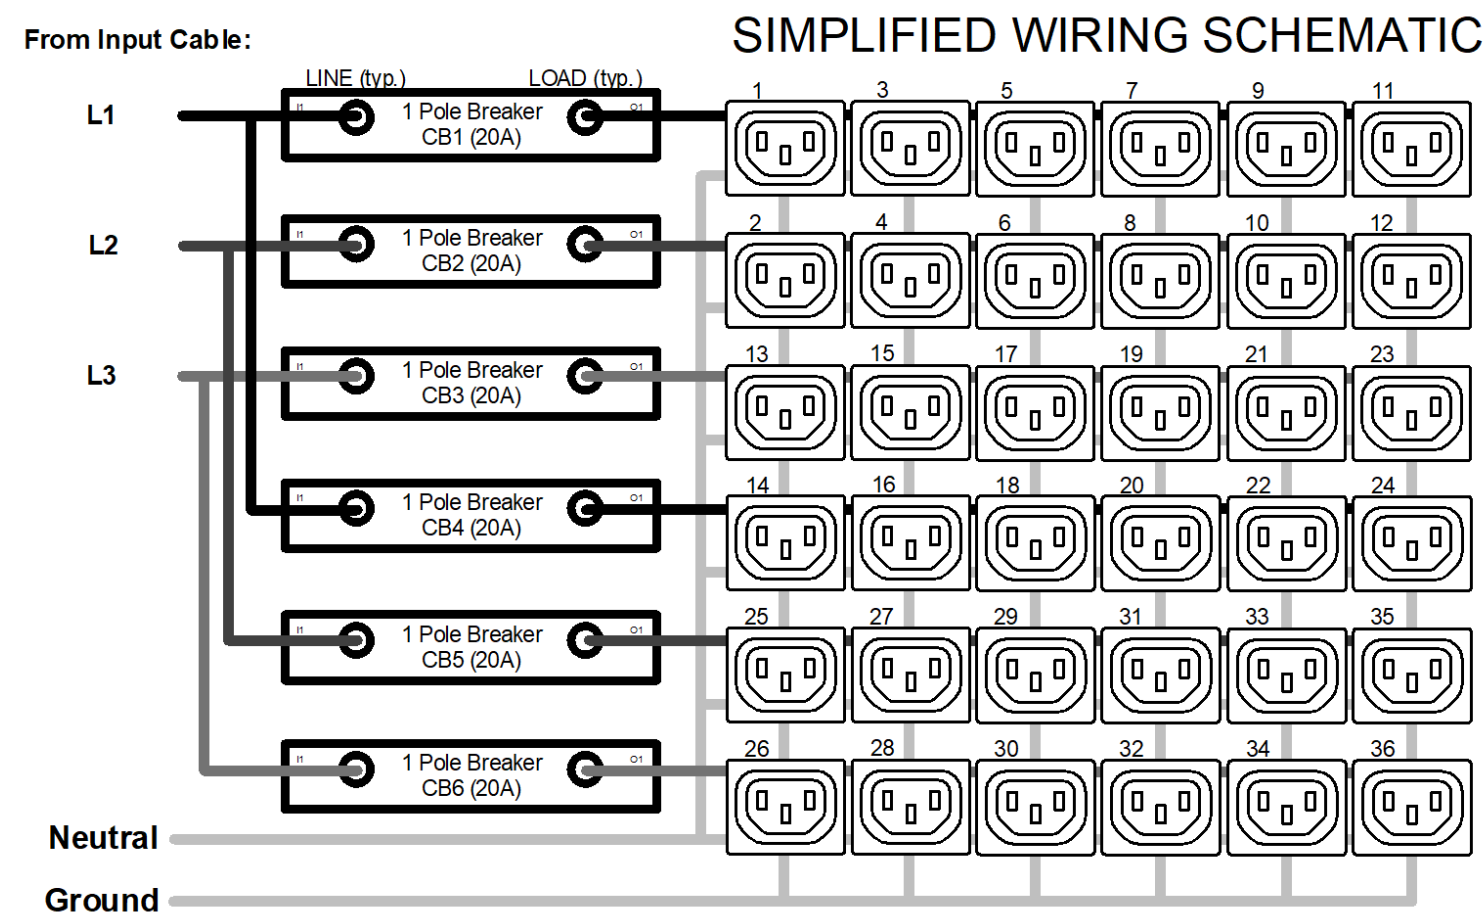 SIMPLIFIED WIRING SCHEMATIC
From Input Cable:
LINE (typ.) LOAD (typ.)
1 3 5 7 9 11
L1
I1 1 Pole Breaker O1
CB1 (20A)
2 4 6 8 10 12
L2
I1 1 Pole Breaker O1
CB2 (20A)
13 15 17 19 21 23
L3
I1 1 Pole Breaker O1
CB3 (20A)
14 16 18 20 22 24
I1 1 Pole Breaker O1
CB4 (20A)
25 27 29 31 33 35
I1 1 Pole Breaker O1
CB5 (20A)
26 28 30 32 34 36
I1 1 Pole Breaker O1
CB6 (20A)
Neutral
Ground